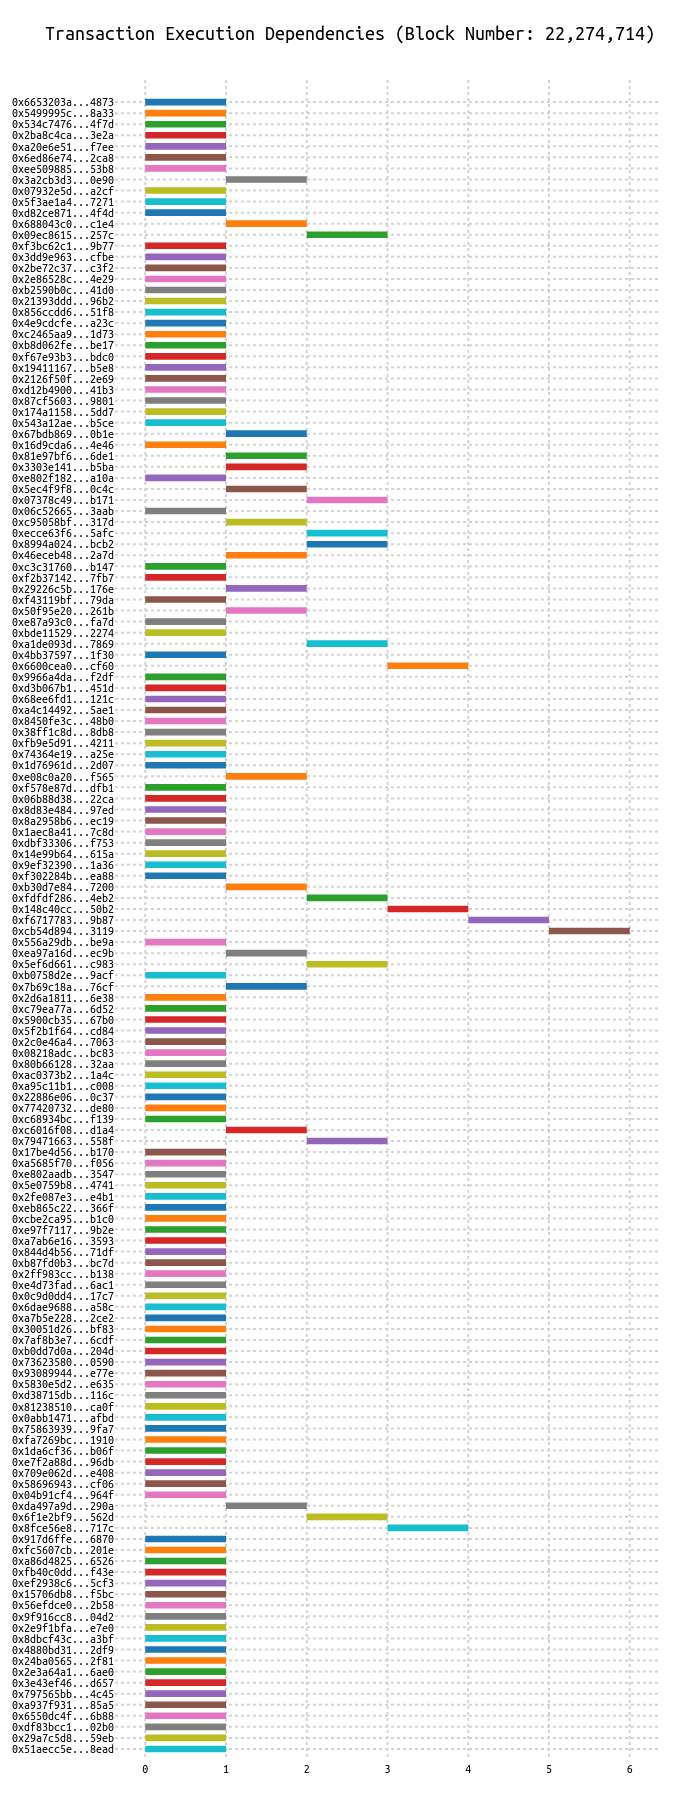 Transaction Execution Dependencies (Block Number: 22,274,714)
0x6653203a...4873
0x5499995c...8a33
0x534c7476...4f7d
0x2ba8c4ca...3e2a
0xa20e6e51...f7ee
0x6ed86e74...2ca8
0xee509885...53b8
0x3a2cb3d3...0e90
0x07932e5d...a2cf
0x5f3ae1a4...7271
0xd82ce871...4f4d
0x688043c0...c1e4
0x09ec8615...257c
0xf3bc62c1...9b77
0x3dd9e963...cfbe
0x2be72c37...c3f2
0x2e86528c...4e29
0xb2590b0c...41d0
0x21393ddd...96b2
0x856ccdd6...51f8
0x4e9cdcfe...a23c
0xc2465aa9...1d73
0xb8d062fe...be17
0xf67e93b3...bdc0
0x19411167...b5e8
0x2126f50f...2e69
0xd12b4900...41b3
0x87cf5603...9801
0x174a1158...5dd7
0x543a12ae...b5ce
0x67bdb869...0b1e
0x16d9cda6...4e46
0x81e97bf6...6de1
0x3303e141...b5ba
0xe802f182...a10a
0x5ec4f9f8...0c4c
0x07378c49...b171
0x06c52665...3aab
0xc95058bf...317d
0xecce63f6...5afc
0x8994a024...bcb2
0x46eceb48...2a7d
0xc3c31760...b147
0xf2b37142...7fb7
0x29226c5b...176e
0xf43119bf...79da
0x50f95e20...261b
0xe87a93c0...fa7d
0xbde11529...2274
0xa1de093d...7869
0x4bb37597...1f30
0x6600cea0...cf60
0x9966a4da...f2df
0xd3b067b1...451d
0x68ee6fd1...121c
0xa4c14492...5ae1
0x8450fe3c...48b0
0x38ff1c8d...8db8
0xfb9e5d91...4211
0x74364e19...a25e
0x1d76961d...2d07
0xe08c0a20...f565
0xf578e87d...dfb1
0x06b88d38...22ca
0x8d83e484...97ed
0x8a2958b6...ec19
0x1aec8a41...7c8d
0xdbf33306...f753
0x14e99b64...615a
0x9ef32390...1a36
0xf302284b...ea88
0xb30d7e84...7200
0xfdfdf286...4eb2
0x148c40cc...50b2
0xf6717783...9b87
0xcb54d894...3119
0x556a29db...be9a
0xea97a16d...ec9b
0x5ef6d661...c983
0xb0758d2e...9acf
0x7b69c18a...76cf
0x2d6a1811...6e38
0xc79ea77a...6d52
0x5900cb35...67b0
0x5f2b1f64...cd84
0x2c0e46a4...7063
0x08218adc...bc83
0x80b66128...32aa
0xac0373b2...1a4c
0xa95c11b1...c008
0x22886e06...0c37
0x77420732...de80
0xc68934bc...f139
0xc6016f08...d1a4
0x79471663...558f
0x17be4d56...b170
0xa5685f70...f056
0xe802aadb...3547
0x5e0759b8...4741
0x2fe087e3...e4b1
0xeb865c22...366f
0xcbe2ca95...b1c0
0xe97f7117...9b2e
0xa7ab6e16...3593
0x844d4b56...71df
0xb87fd0b3...bc7d
0x2ff983cc...b138
0xe4d73fad...6ac1
0x0c9d0dd4...17c7
0x6dae9688...a58c
0xa7b5e228...2ce2
0x30051d26...bf83
0x7af8b3e7...6cdf
0xb0dd7d0a...204d
0x73623580...0590
0x93089944...e77e
0x5830e5d2...e635
0xd38715db...116c
0x81238510...ca0f
0x0abb1471...afbd
0x75863939...9fa7
0xfa7269bc...1910
0x1da6cf36...b06f
0xe7f2a88d...96db
0x709e062d...e408
0x58696943...cf06
0x04b91cf4...964f
0xda497a9d...290a
0x6f1e2bf9...562d
0x8fce56e8...717c
0x917d6ffe...6870
0xfc5607cb...201e
0xa86d4825...6526
0xfb40c0dd...f43e
0xef2938c6...5cf3
0x15706db8...f5bc
0x56efdce0...2b58
0x9f916cc8...04d2
0x2e9f1bfa...e7e0
0x8dbcf43c...a3bf
0x4880bd31...2df9
0x24ba0565...2f81
0x2e3a64a1...6ae0
0x3e43ef46...d657
0x797565bb...4c45
0xa937f931...85a5
0x6550dc4f...6b88
0xdf83bcc1...02b0
0x29a7c5d8...59eb
0x51aecc5e...8ead
0 1 2 3 4 5 6